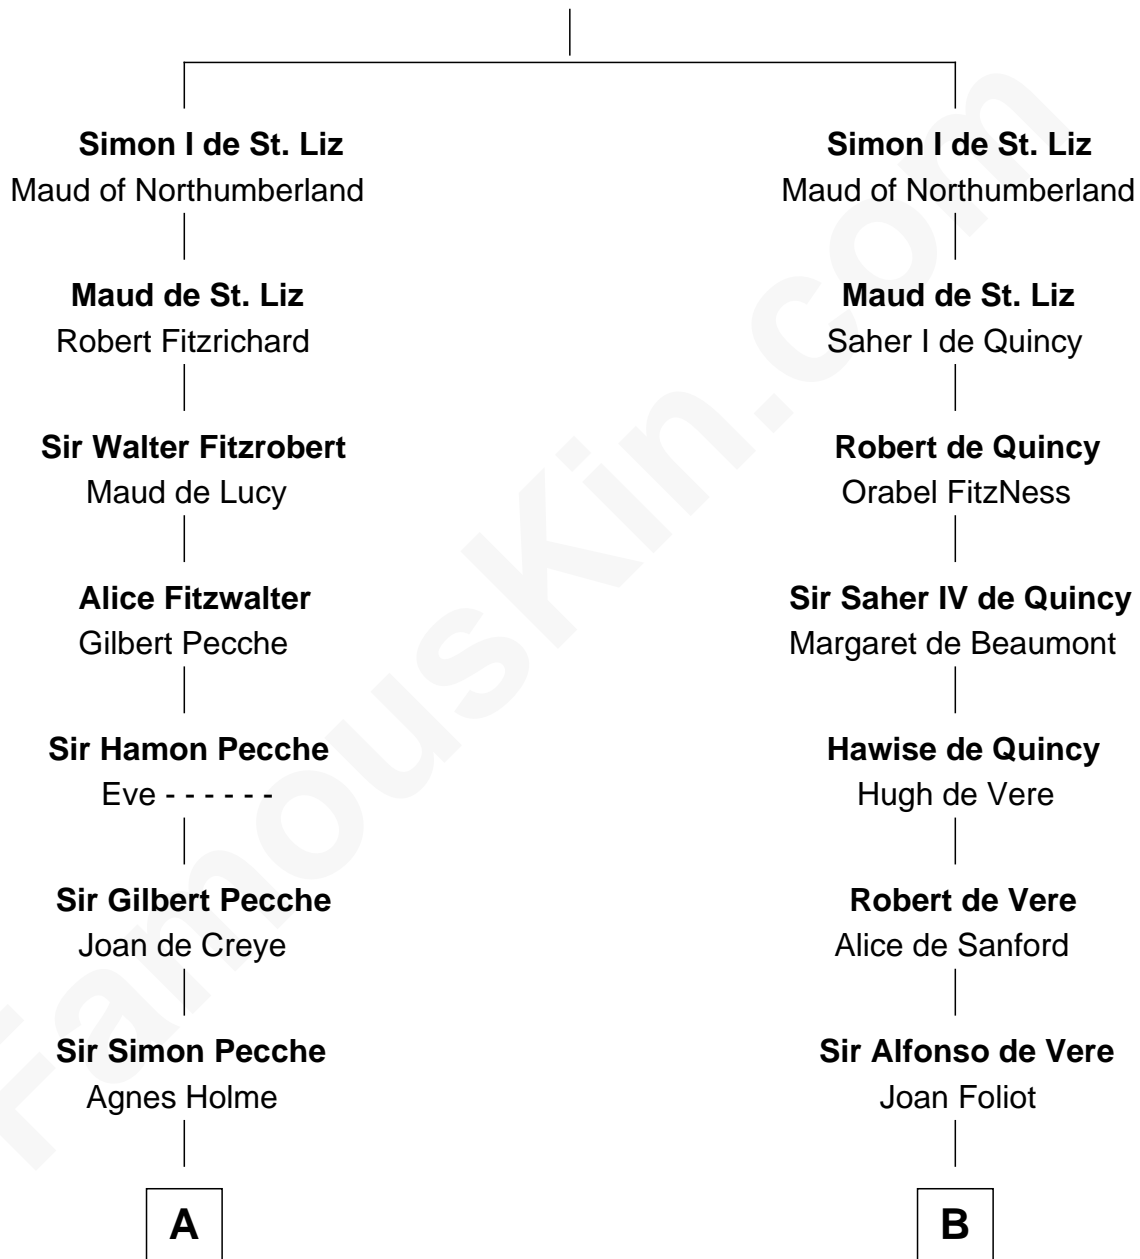 Simon I de St. Liz
Maud of Northumberland
Maud de St. Liz
Robert Fitzrichard
Sir Walter Fitzrobert
Maud de Lucy
Alice Fitzwalter
Gilbert Pecche
Sir Hamon Pecche
Eve - - - - - -
Sir Gilbert Pecche
Joan de Creye
Sir Simon Pecche
Agnes Holme
A
Simon I de St. Liz
Maud of Northumberland
Maud de St. Liz
Saher I de Quincy
Robert de Quincy
Orabel FitzNess
Sir Saher IV de Quincy
Margaret de Beaumont
Hawise de Quincy
Hugh de Vere
Robert de Vere
Alice de Sanford
Sir Alfonso de Vere
Joan Foliot
B
FamousKin.com